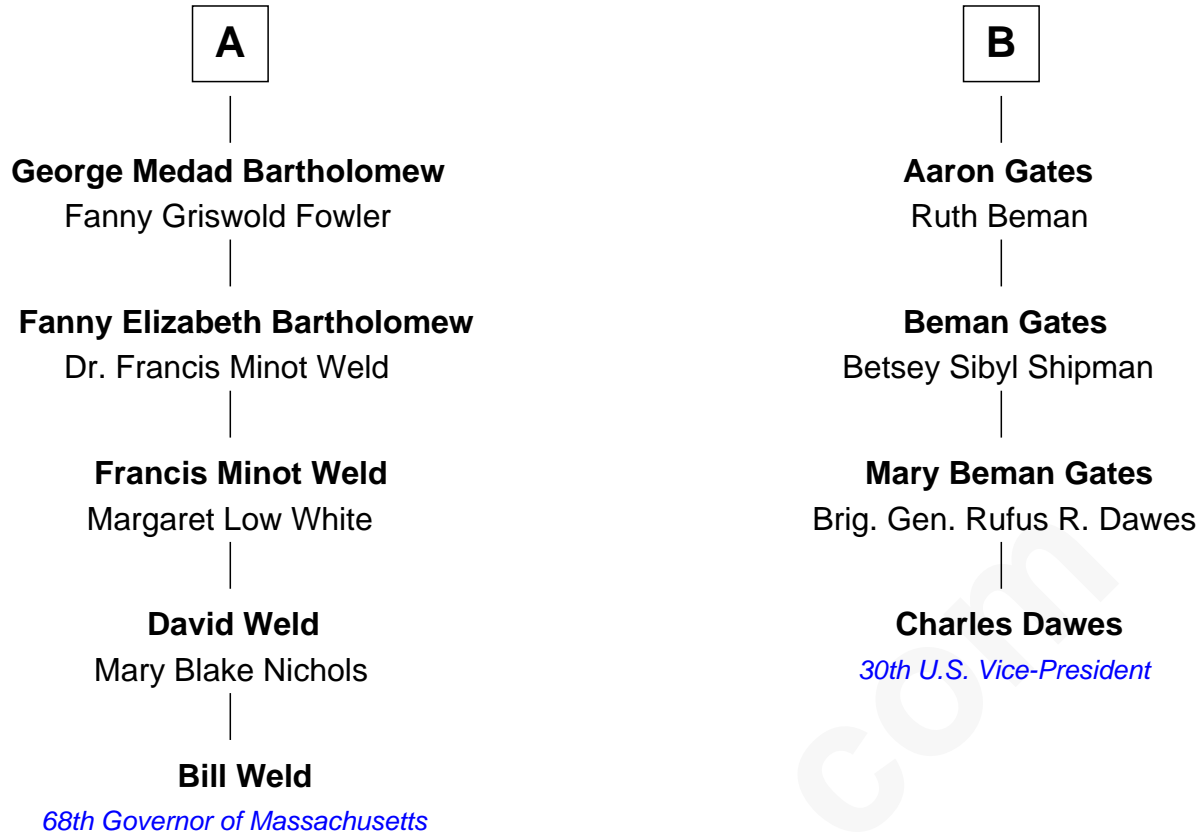 A
George Medad Bartholomew
Fanny Griswold Fowler
Fanny Elizabeth Bartholomew
Dr. Francis Minot Weld
Francis Minot Weld
Margaret Low White
David Weld
Mary Blake Nichols
Bill Weld
68th Governor of Massachusetts
B
Aaron Gates
Ruth Beman
Beman Gates
Betsey Sibyl Shipman
Mary Beman Gates
Brig. Gen. Rufus R. Dawes
Charles Dawes
30th U.S. Vice-President
com